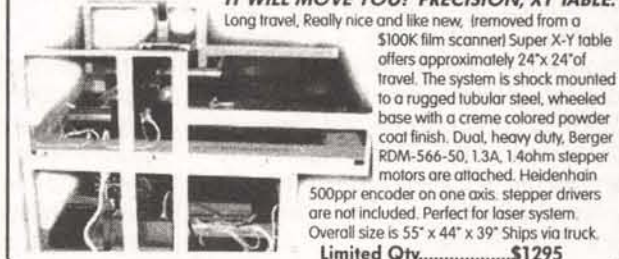 IT WILL MOVE YOU! PRECISION, XY TABLE.
Long travel, Really nice and like new, (removed from a
$100K film scanner) Super X-Y table
offers approximately 24"x 24"of
travel. The system is shock mounted
to a rugged tubular steel, wheeled
base with a creme colored powder
coat finish. Dual, heavy duty, Berger
RDM-566-50, 1.3A, 1.4ohm stepper
motors are attached. Heidenhain
500ppr encoder on one axis. stepper drivers
are not included. Perfect for laser system.
Overall size is 55" x 44" x 39" Ships via truck.
Limited Qty..................$1295